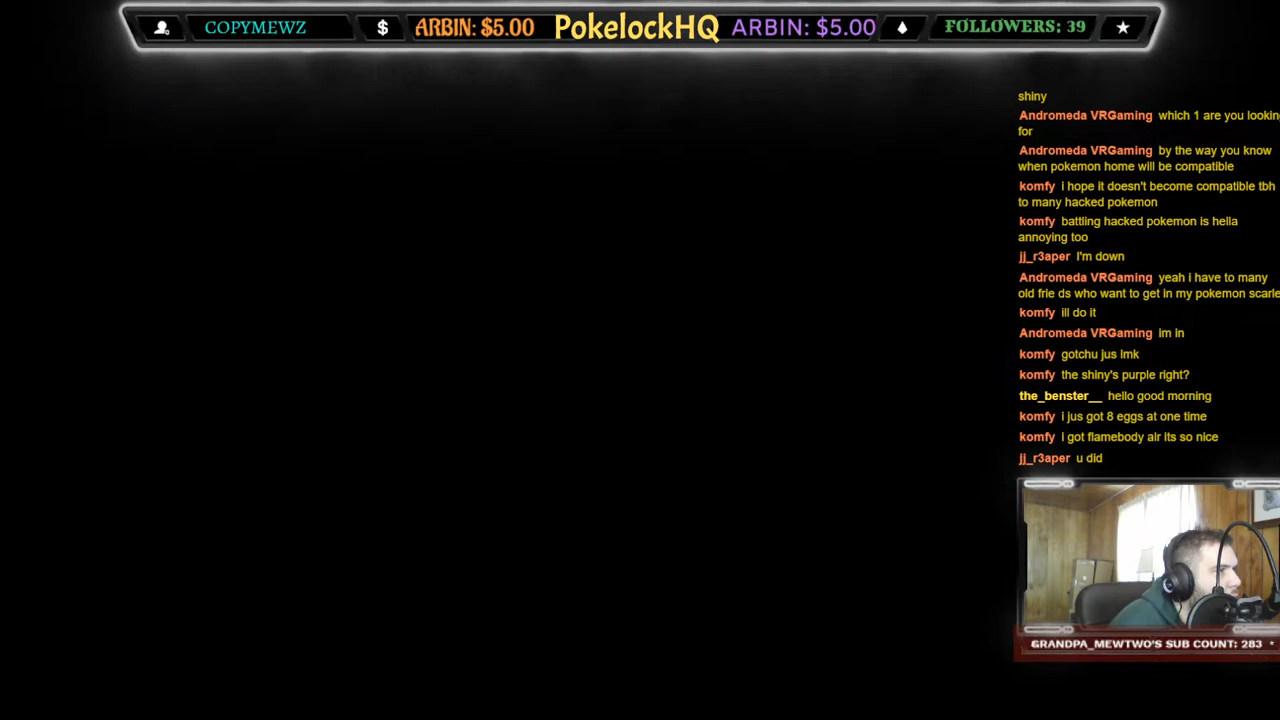 COPYMEWZ $ ARBIN: $5.00 PokelockHQ ARBIN: $5.00 FOLLOWERS: 39
shiny
Andromeda VRGaming which 1 are you lookin
for
Andromeda VRGaming by the way you know
when pokemon home will be compatible
komfy i hope it doesn't become compatible tbh
to many hacked pokemon
komfy battling hacked pokemon is hella
annoying too
jj_r3aper I'm down
Andromeda VRGaming yeah i have to many
old frie ds who want to get in my pokemon scarle
komfy ill do it
Andromeda VRGaming im in
komfy gotchu jus lmk
komfy the shiny's purple right?
the_benster__ hello good morning
komfy i jus got 8 eggs at one time
komfy i got flamebody alr its so nice
jj_r3aper u did
GRANDPA_MEWTWO'S SUB COUNT: 283 *